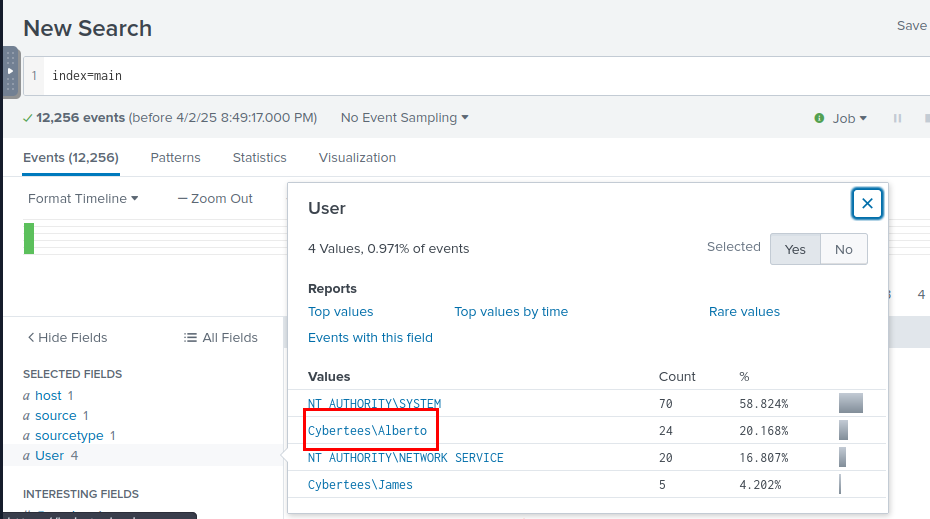 New Search
Save
1 index=main
✓ 12,256 events (before 4/2/25 8:49:17.000 PM) No Event Sampling
Job
Events (12,256) Patterns Statistics Visualization
Format Timeline — Zoom Out
User
4 Values, 0.971% of events
Selected Yes No
Reports
Top values Top values by time Rare values
Events with this field
4
< Hide Fields All Fields
Values Count %
NT AUTHORITY\SYSTEM 70 58.824%
Cybertees\Alberto 24 20.168%
NT AUTHORITY\NETWORK SERVICE 20 16.807%
Cybertees\James 5 4.202%
SELECTED FIELDS
a host 1
a source 1
a sourcetype 1
a User 4
INTERESTING FIELDS